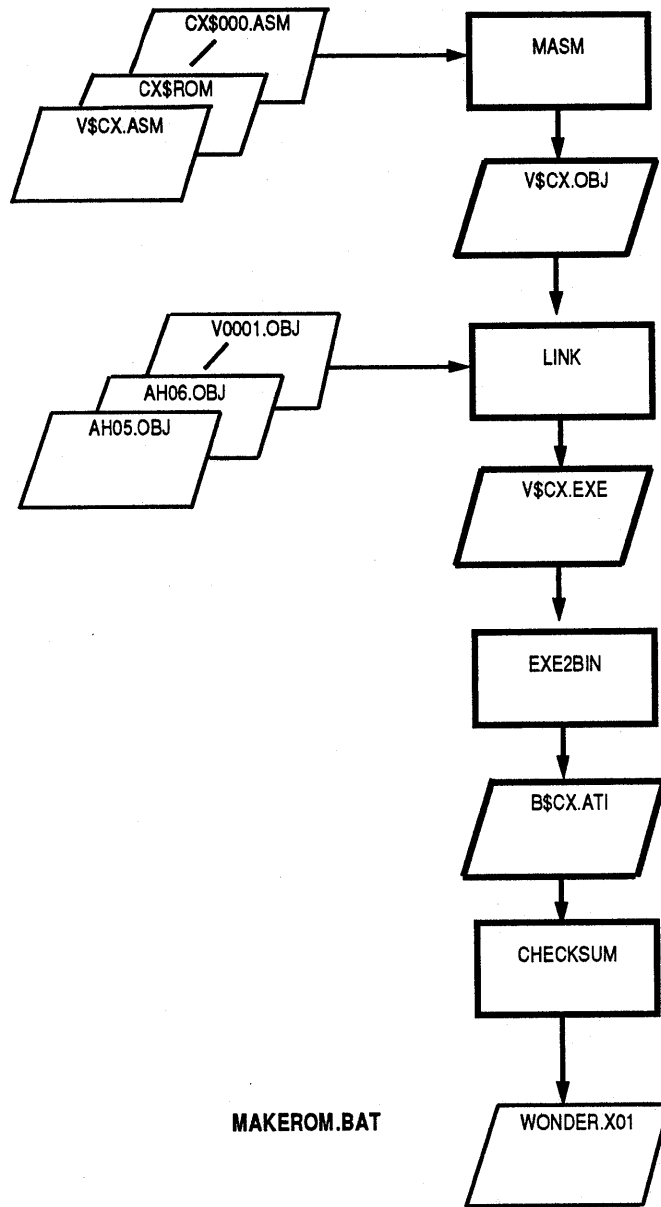 CX$000.ASM
MASM
CX$ROM
V$CX.ASM
V$CX.OBJ
V0001.OBJ
LINK
AH06.OBJ
AH05.OBJ
V$CX.EXE
EXE2BIN
B$CX.ATI
CHECKSUM
MAKEROM.BAT
WONDER.X01